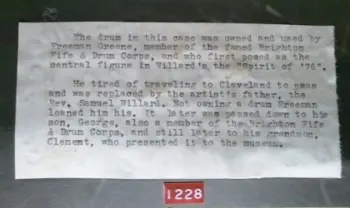 The drum in this case was owned and used by
Freeman Greene, member of the famed Brighton
Fife & Drum Corps, and who first posed as the
central figure in Willard's the "Spirit of '76".
He tired of traveling to Cleveland to pose
and was replaced by the artist's father, the
Rev. Samuel Willard. Not owning a drum Freeman
loaned him his. It later was passed down to his
son, George, also a member of the Brighton Fife
& Drum Corps, and still later to his grandson,
Clement, who presented it to the museum.
1228